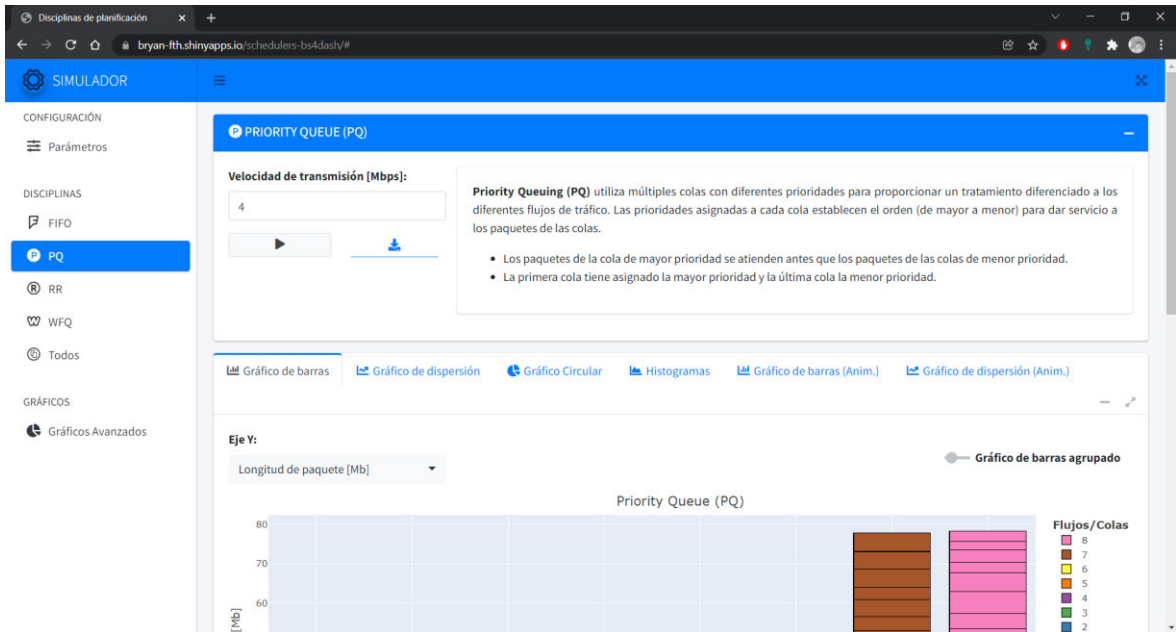 Disciplinas de planificación
bryan-fth.shinyapps.io/schedulers-bs4dash/#
SIMULADOR
CONFIGURACIÓN
Parámetros
DISCIPLINAS
FIFO
PQ
RR
WFQ
Todos
GRÁFICOS
Gráficos Avanzados
PRIORITY QUEUE (PQ)
Velocidad de transmisión [Mbps]:
4
Priority Queuing (PQ) utiliza múltiples colas con diferentes prioridades para proporcionar un tratamiento diferenciado a los
diferentes flujos de tráfico. Las prioridades asignadas a cada cola establecen el orden (de mayor a menor) para dar servicio a
los paquetes de las colas.
• Los paquetes de la cola de mayor prioridad se atienden antes que los paquetes de las colas de menor prioridad.
• La primera cola tiene asignado la mayor prioridad y la última cola la menor prioridad.
Gráfico de barras
Gráfico de dispersión
Gráfico Circular
Histogramas
Gráfico de barras (Anim.)
Gráfico de dispersión (Anim.)
Eje Y:
Longitud de paquete [Mb]
Gráfico de barras agrupado
Priority Queue (PQ)
80
70
60
[Mb]
Flujos/Colas
8
7
6
5
4
3
2